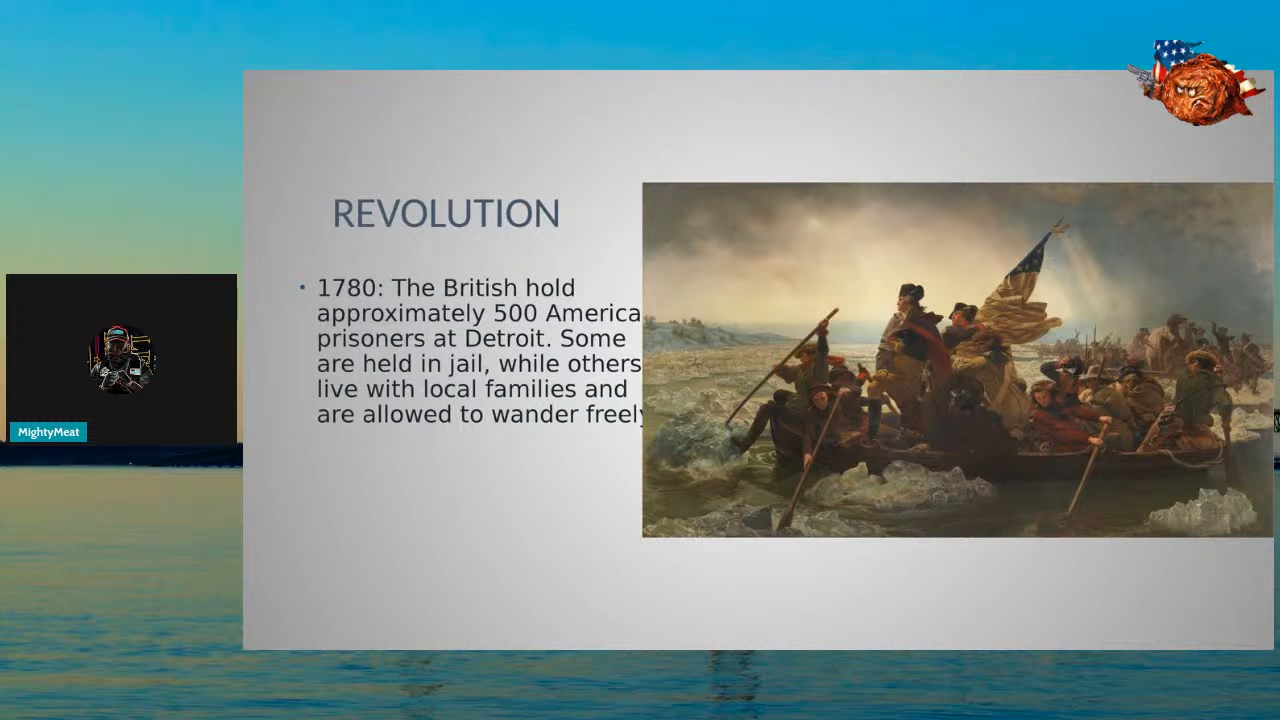 REVOLUTION
• 1780: The British hold
approximately 500 America
prisoners at Detroit. Some
are held in jail, while others
live with local families and
are allowed to wander freely
MightyMeat